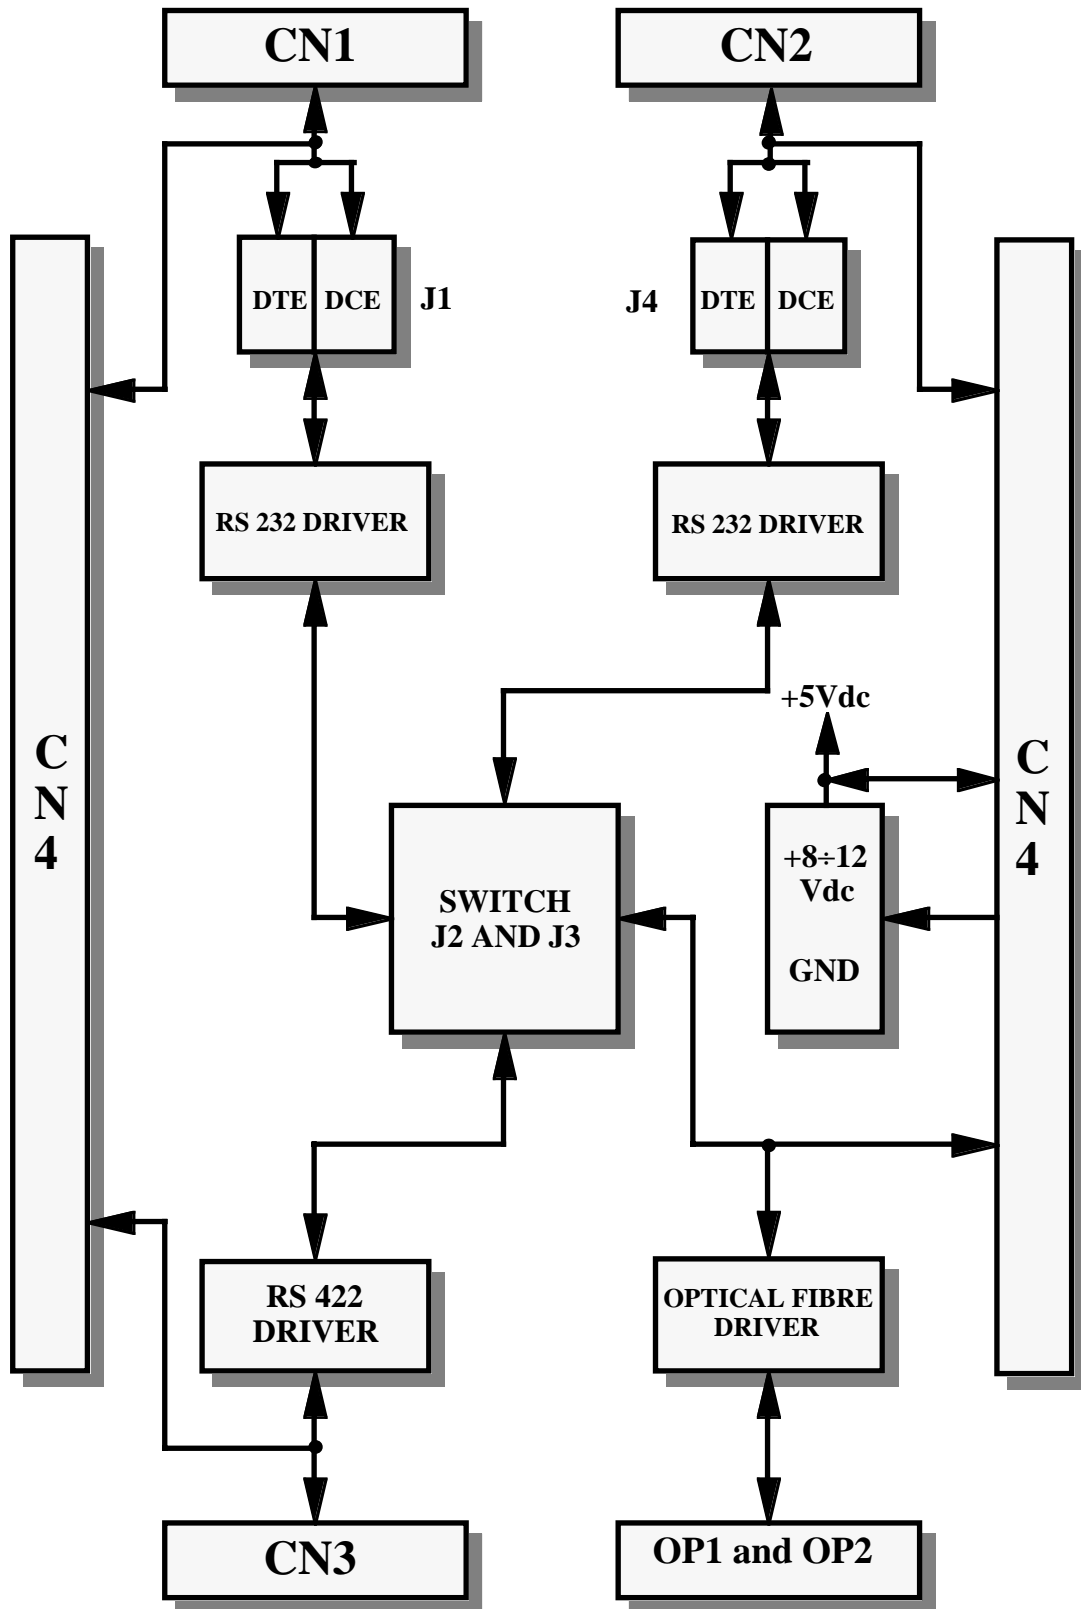 CN1
CN2
DTE
DCE
J1
J4
DTE
DCE
RS 232 DRIVER
RS 232 DRIVER
+5Vdc
C
N
4
C
N
4
+8÷12
Vdc
GND
SWITCH
J2 AND J3
RS 422
DRIVER
OPTICAL FIBRE
DRIVER
CN3
OP1 and OP2